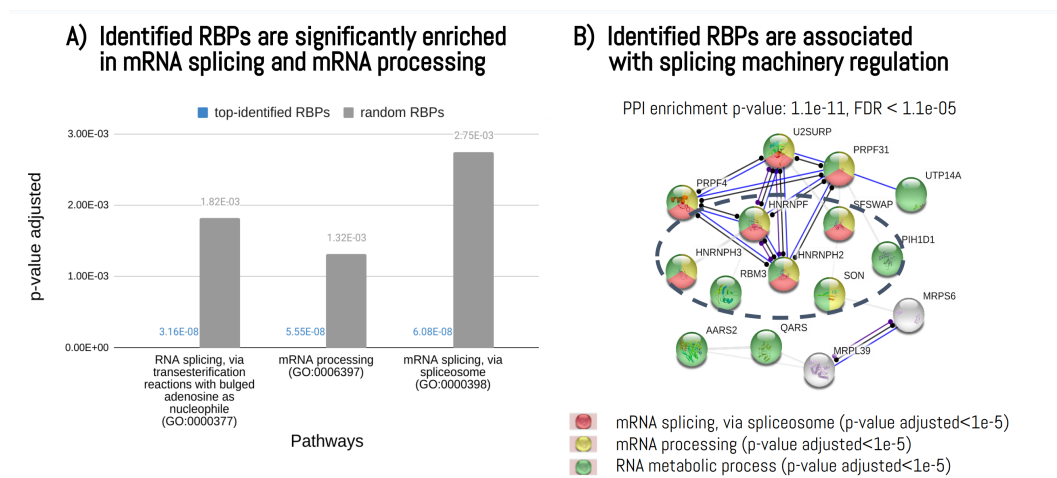 A) Identified RBPs are significantly enriched
in mRNA splicing and mRNA processing
top-identified RBPs
random RBPs
p-value adjusted
3.00E-03
2.00E-03
1.00E-03
0.00E+00
3.16E-08
1.82E-03
5.55E-08
1.32E-03
6.08E-08
2.75E-03
RNA splicing, via
transesterification
reactions with bulged
adenosine as
nucleophile
(GO:0000377)
mRNA processing
(GO:0006397)
mRNA splicing, via
spliceosome
(GO:0000398)
Pathways
B) Identified RBPs are associated
with splicing machinery regulation
PPI enrichment p-value: 1.1e-11, FDR < 1.1e-05
U2SURP
PRPF31
UTP14A
PRPF4
HNRNPF
SFSWAP
PIH1D1
HNRNPH3
RBM3
HNRNPH2
SON
MRPS6
AARS2
QARS
MRPL39
mRNA splicing, via spliceosome (p-value adjusted<1e-5)
mRNA processing (p-value adjusted<1e-5)
RNA metabolic process (p-value adjusted<1e-5)